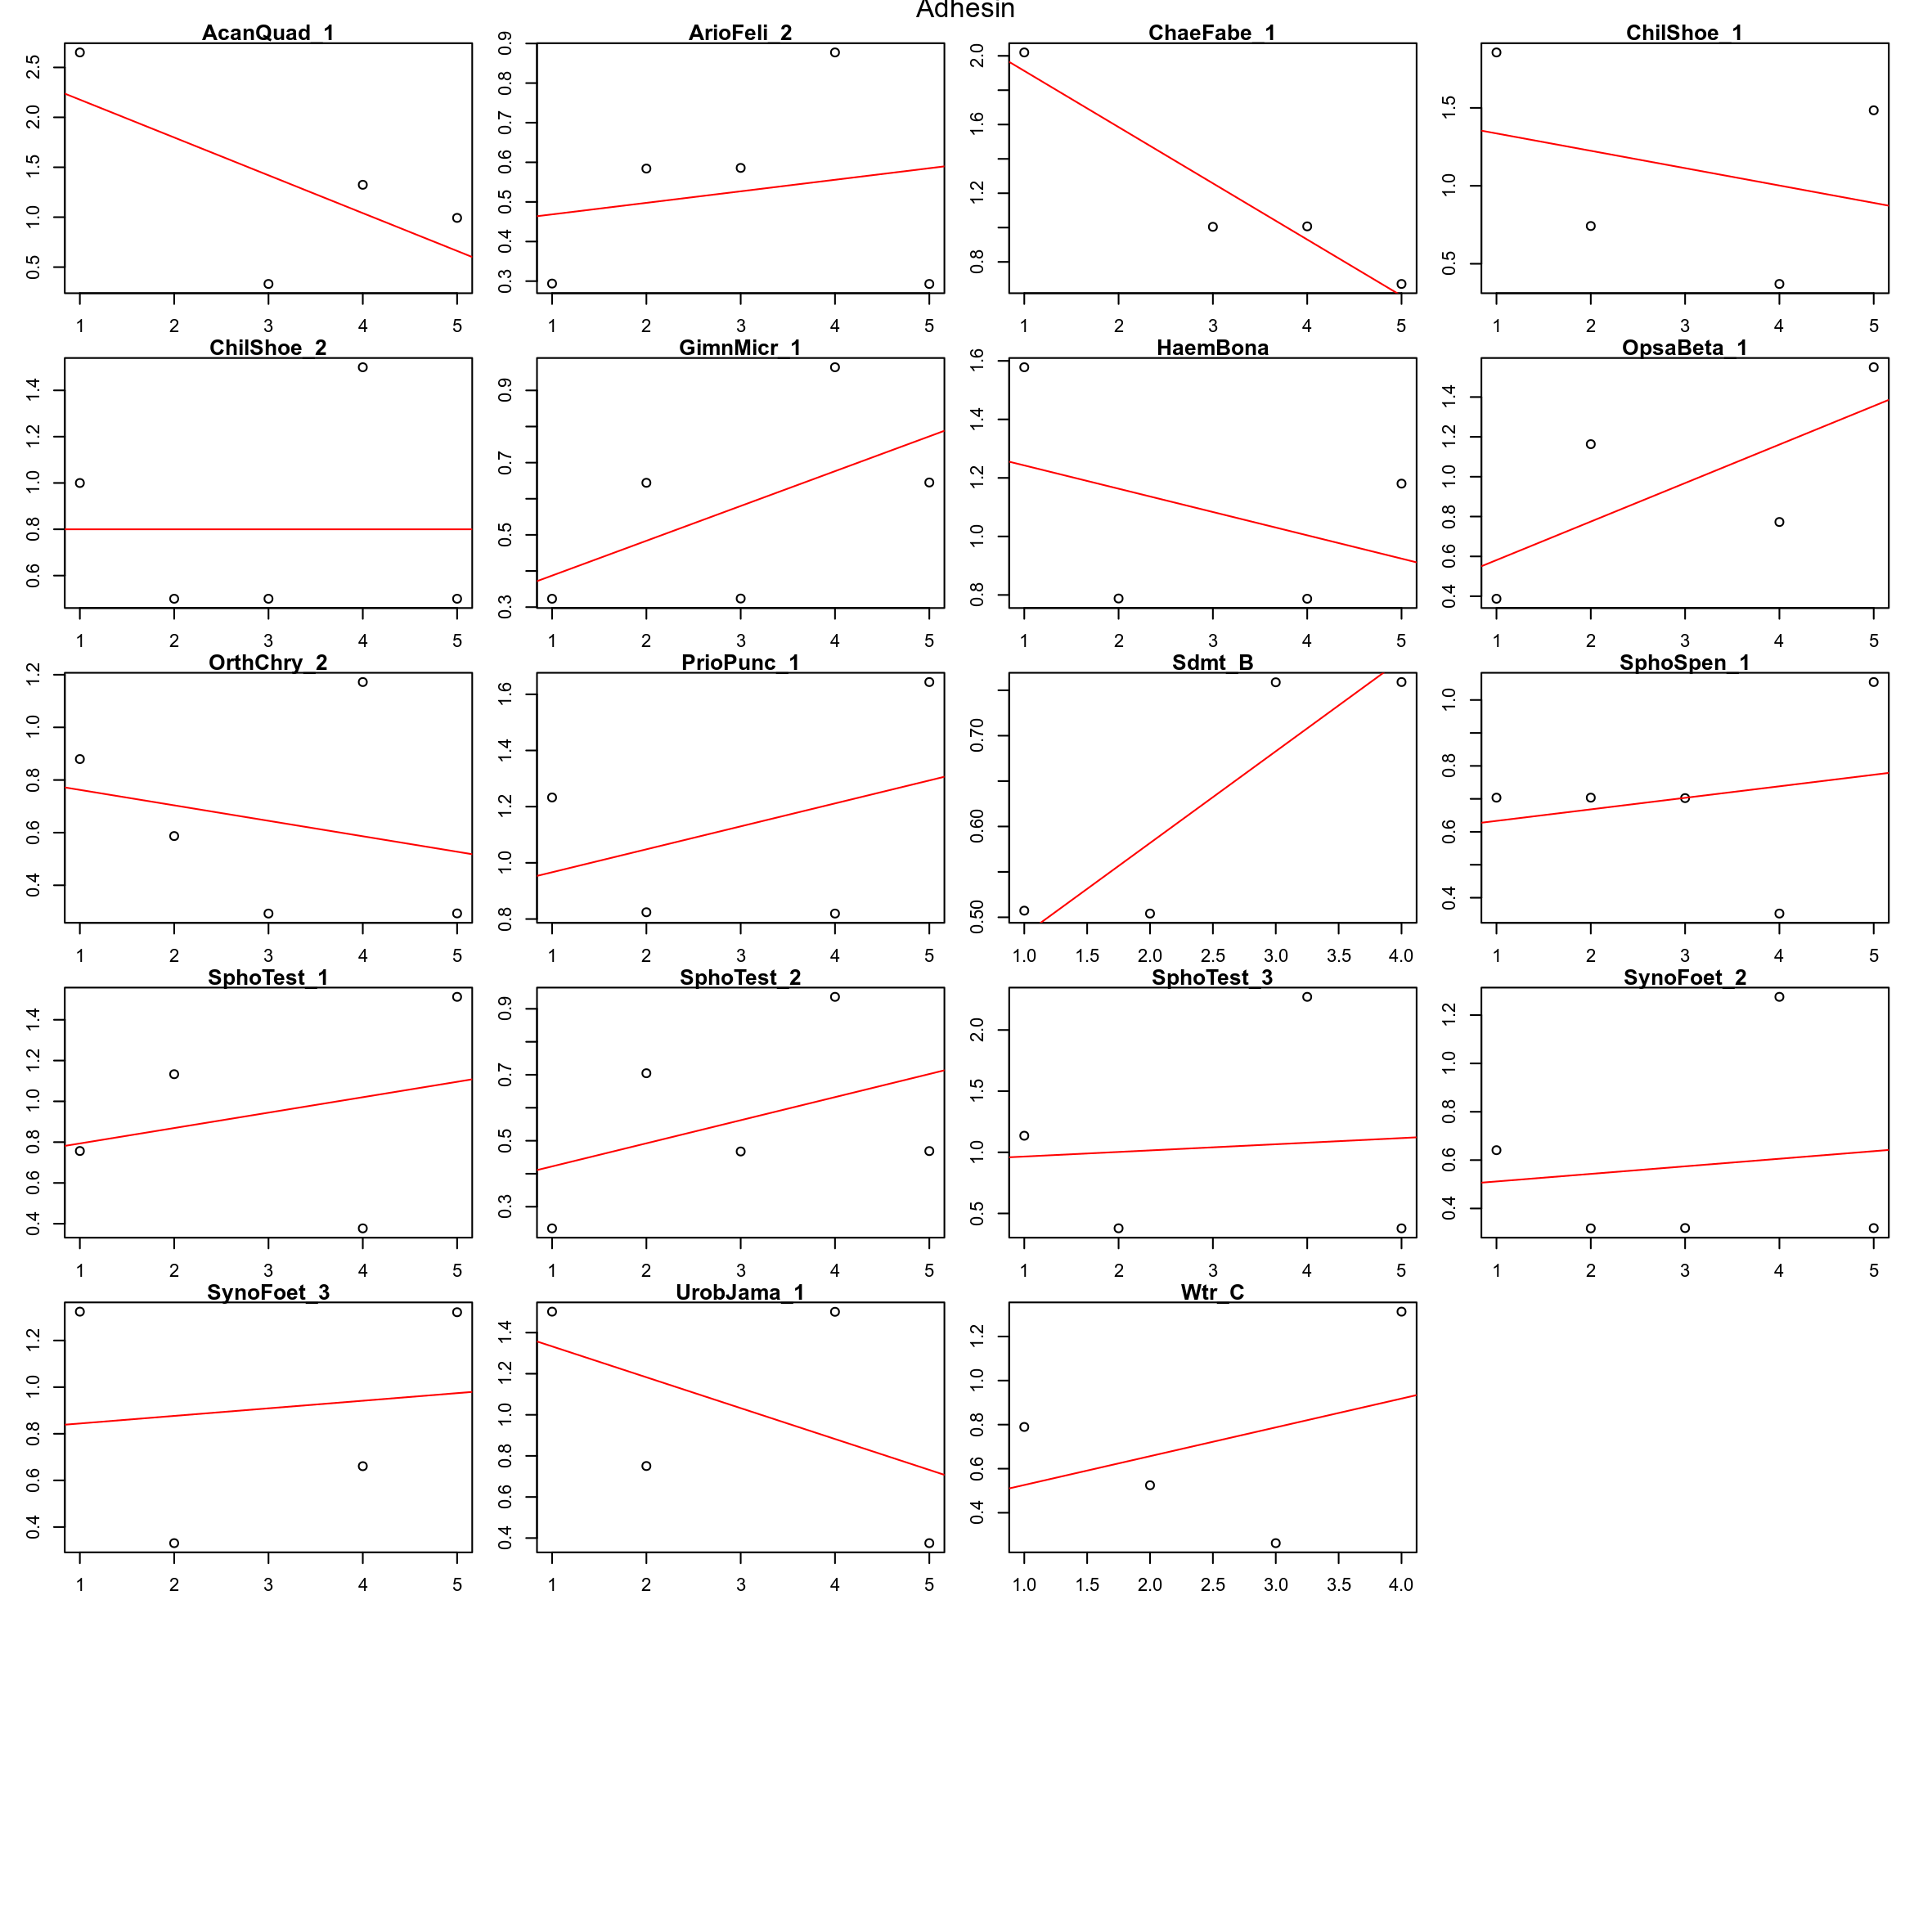 Adhesin
AcanQuad_1 ArioFeli_2 ChaeFabe_1 ChilShoe_1
0.5 1.0 1.5 2.0 2.5
1 2 3 4 5
0.3 0.4 0.5 0.6 0.7 0.8 0.9
1 2 3 4 5
0.8 1.2 1.6 2.0
1 2 3 4 5
0.5 1.0 1.5
1 2 3 4 5
ChilShoe_2 GimnMicr_1 HaemBona OpsaBeta_1
0.6 0.8 1.0 1.2 1.4
1 2 3 4 5
0.3 0.5 0.7 0.9
1 2 3 4 5
0.8 1.0 1.2 1.4 1.6
1 2 3 4 5
0.4 0.6 0.8 1.0 1.2 1.4
1 2 3 4 5
OrthChry_2 PrioPunc_1 Sdmt_B SphoSpen_1
0.4 0.6 0.8 1.0 1.2
1 2 3 4 5
0.8 1.0 1.2 1.4 1.6
1 2 3 4 5
0.50 0.60 0.70
1.0 1.5 2.0 2.5 3.0 3.5 4.0
0.4 0.6 0.8 1.0
1 2 3 4 5
SphoTest_1 SphoTest_2 SphoTest_3 SynoFoet_2
0.4 0.6 0.8 1.0 1.2 1.4
1 2 3 4 5
0.3 0.5 0.7 0.9
1 2 3 4 5
0.5 1.0 1.5 2.0
1 2 3 4 5
0.4 0.6 0.8 1.0 1.2
1 2 3 4 5
SynoFoet_3 UrobJama_1 Wtr_C
0.4 0.6 0.8 1.0 1.2
1 2 3 4 5
0.4 0.6 0.8 1.0 1.2 1.4
1 2 3 4 5
0.4 0.6 0.8 1.0 1.2
1.0 1.5 2.0 2.5 3.0 3.5 4.0